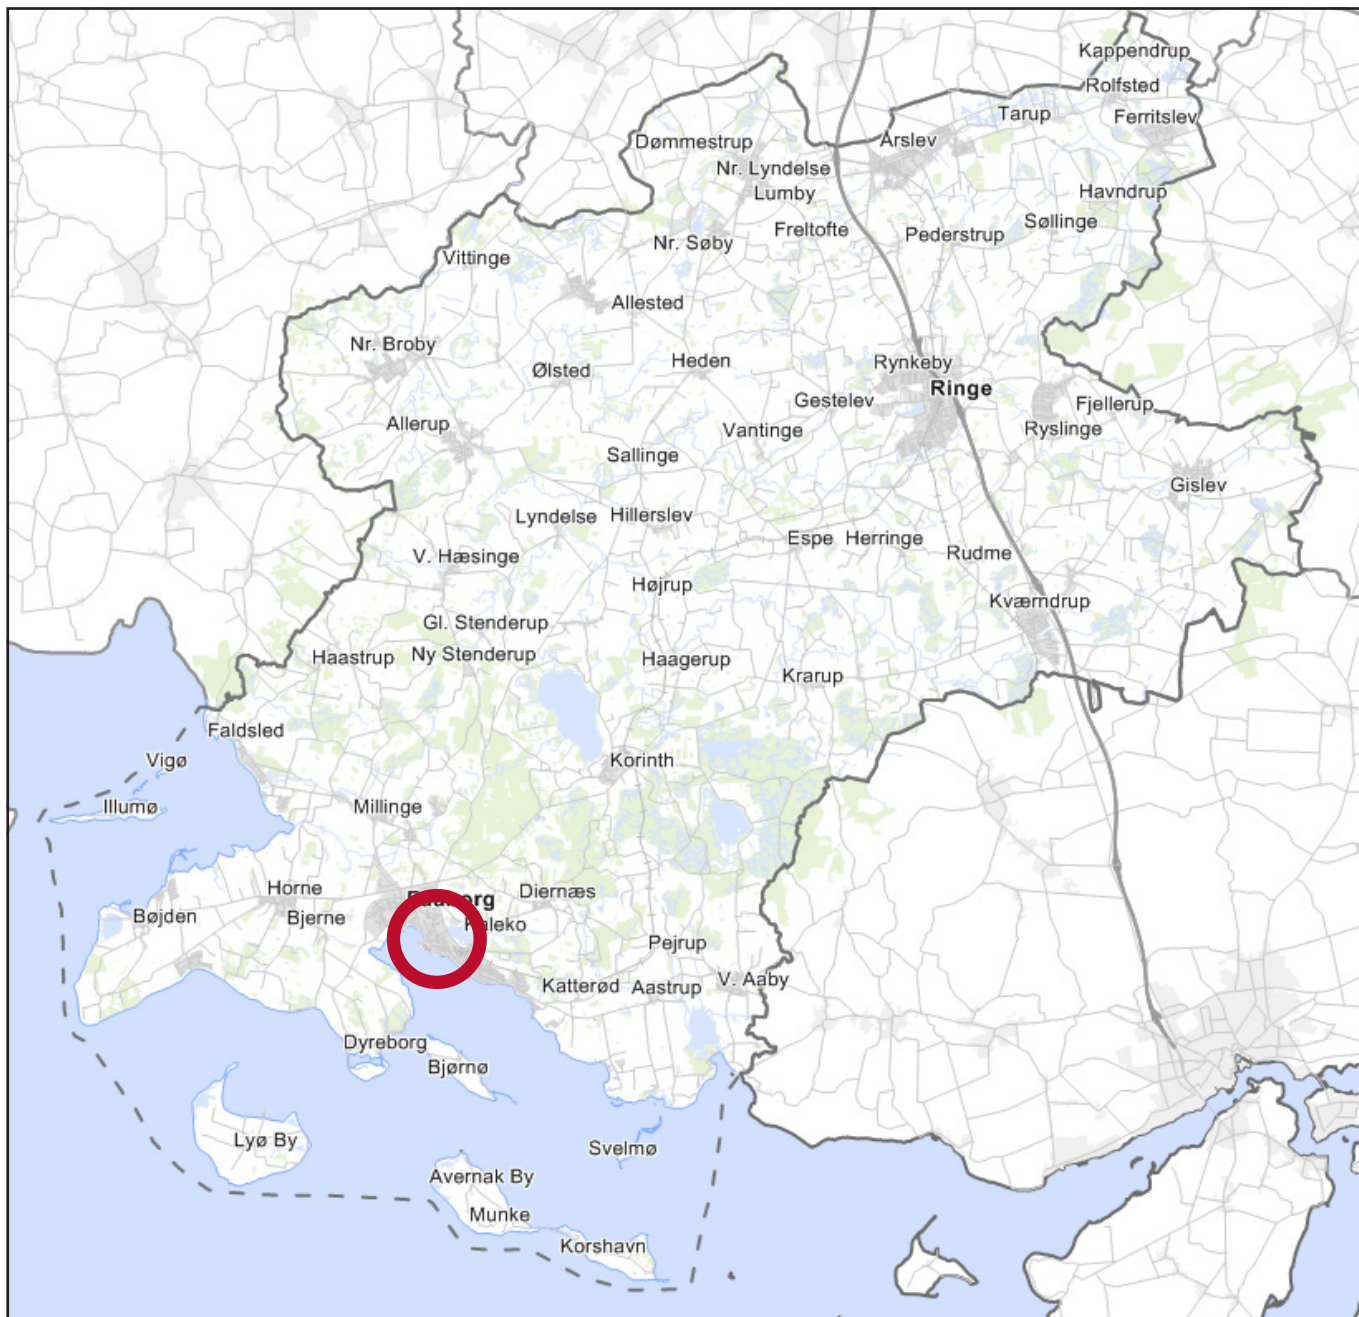 Kappendrup
Rolfsted
Tarup
Ferritslev
Dømmestrup
Arslev
Nr. Lyndelse
Lumby
Havndrup
Søllinge
Freltofte
Pederstrup
Nr. Søby
Vittinge
Allested
Nr. Broby
Ølsted
Heden
Rynkeby
Ringe
Gestelev
Fjellerup
Allerup
Vantinge
Ryslinge
Sallinge
Gislev
Lyndelse
Hillerslev
Espe
Herringe
Rudme
V. Hæsinge
Højrup
Kværndrup
Gl. Stenderup
Haastrup
Ny Stenderup
Haagerup
Krarup
Faldsled
Vigø
Korinth
Illumø
Millinge
Horne
Faaborg
Diernæs
Bøjden
Bjerne
Kaleko
Pejrup
Katterød
Aastrup
V. Aaby
Dyreborg
Bjørnø
Lyø By
Svelmø
Avernak By
Munke
Korshavn